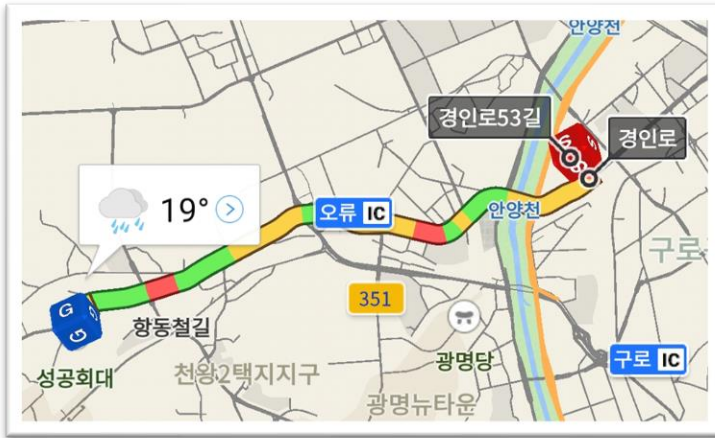 안양천
경인로53길
경인로
S
S
19°
오류 IC
안양천
구로
351
G
G
G
항동철길
성공회대
천왕2택지지구
광명당
구로 IC
광명뉴타운